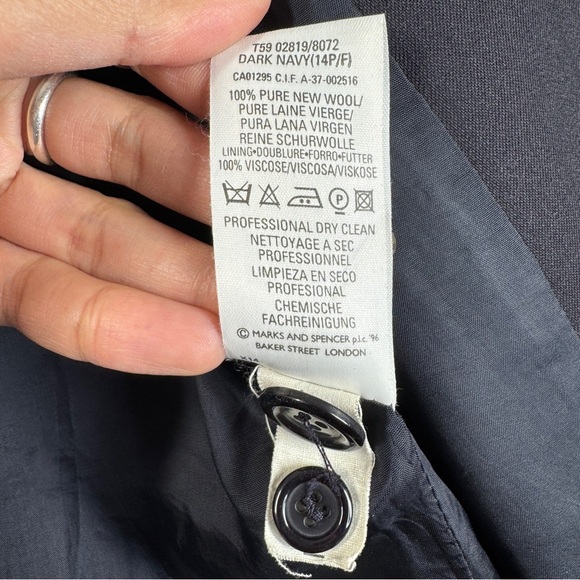 T59 02819/8072
DARK NAVY(14P/F)
CA01295 C.I.F. A-37-002516
100% PURE NEW WOOL/
PURE LAINE VIERGE/
PURA LANA VIRGEN
REINE SCHURWOLLE
LINING•DOUBLURE•FORRO•FUTTER
100% VISCOSE/VISCOSA/VISKOSE
P
PROFESSIONAL DRY CLEAN
NETTOYAGE A SEC
PROFESSIONNEL
LIMPIEZA EN SECO
PROFESIONAL
CHEMISCHE
FACHREINIGUNG
© MARKS AND SPENCER p.l.c. '96
BAKER STREET LONDON